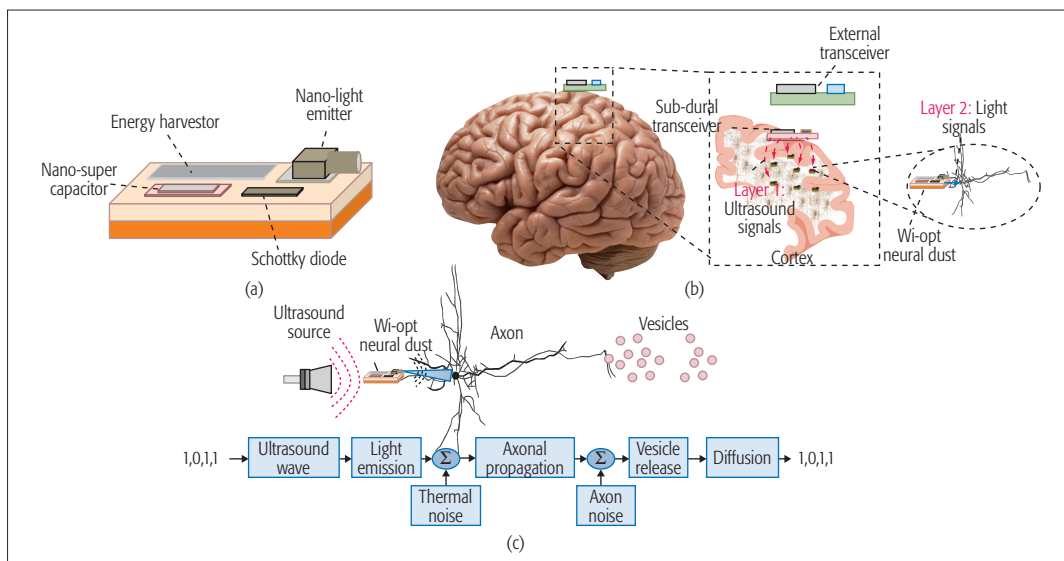 Energy harvestor
Nano-light
emitter
Nano-super
capacitor
Schottky diode
(a)
External
transceiver
Sub-dural
transceiver
Layer 1:
Ultrasound
signals
Cortex
Layer 2: Light
signals
Wi-opt
neural dust
(b)
Ultrasound
source
Wi-opt
neural dust
Axon
Vesicles
1,0,1,1
Ultrasound
wave
Light
emission
Σ
Axonal
propagation
Σ
Vesicle
release
Diffusion
1,0,1,1
Thermal
noise
Axon
noise
(c)